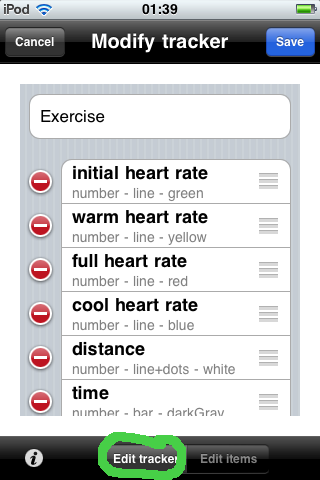 iPod 01:39
Cancel Modify tracker Save
Exercise
initial heart rate
number - line - green
warm heart rate
number - line - yellow
full heart rate
number - line - red
cool heart rate
number - line - blue
distance
number - line+dots - white
time
number - bar - darkGray
i Edit tracker Edit items